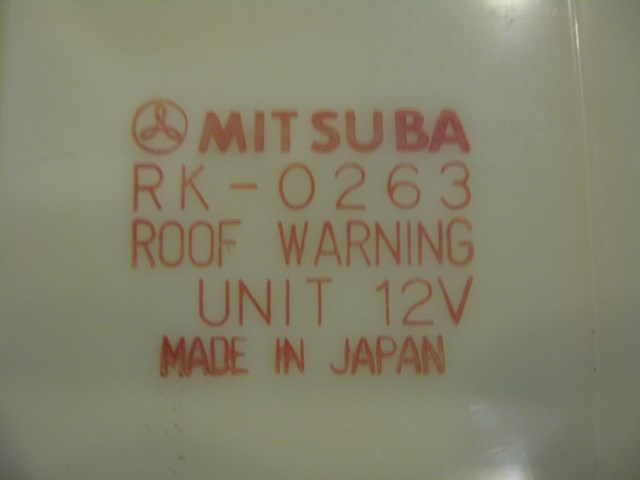 MITSUBA
RK-0263
ROOF WARNING
UNIT 12V
MADE IN JAPAN